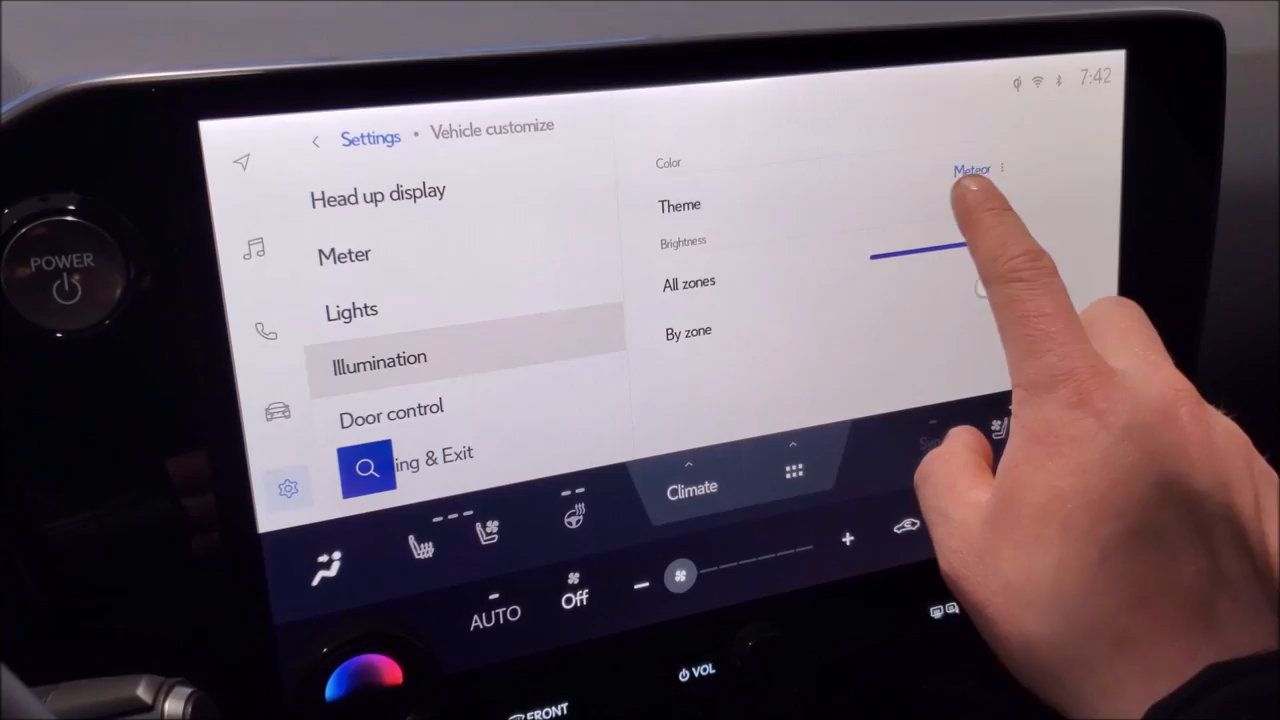 7:42
Settings • Vehicle customize
Head up display
Meter
Lights
Illumination
Door control
ing & Exit
Color
Meteor
Theme
Brightness
All zones
By zone
Climate
POWER
AUTO
Off
VOL
FRONT